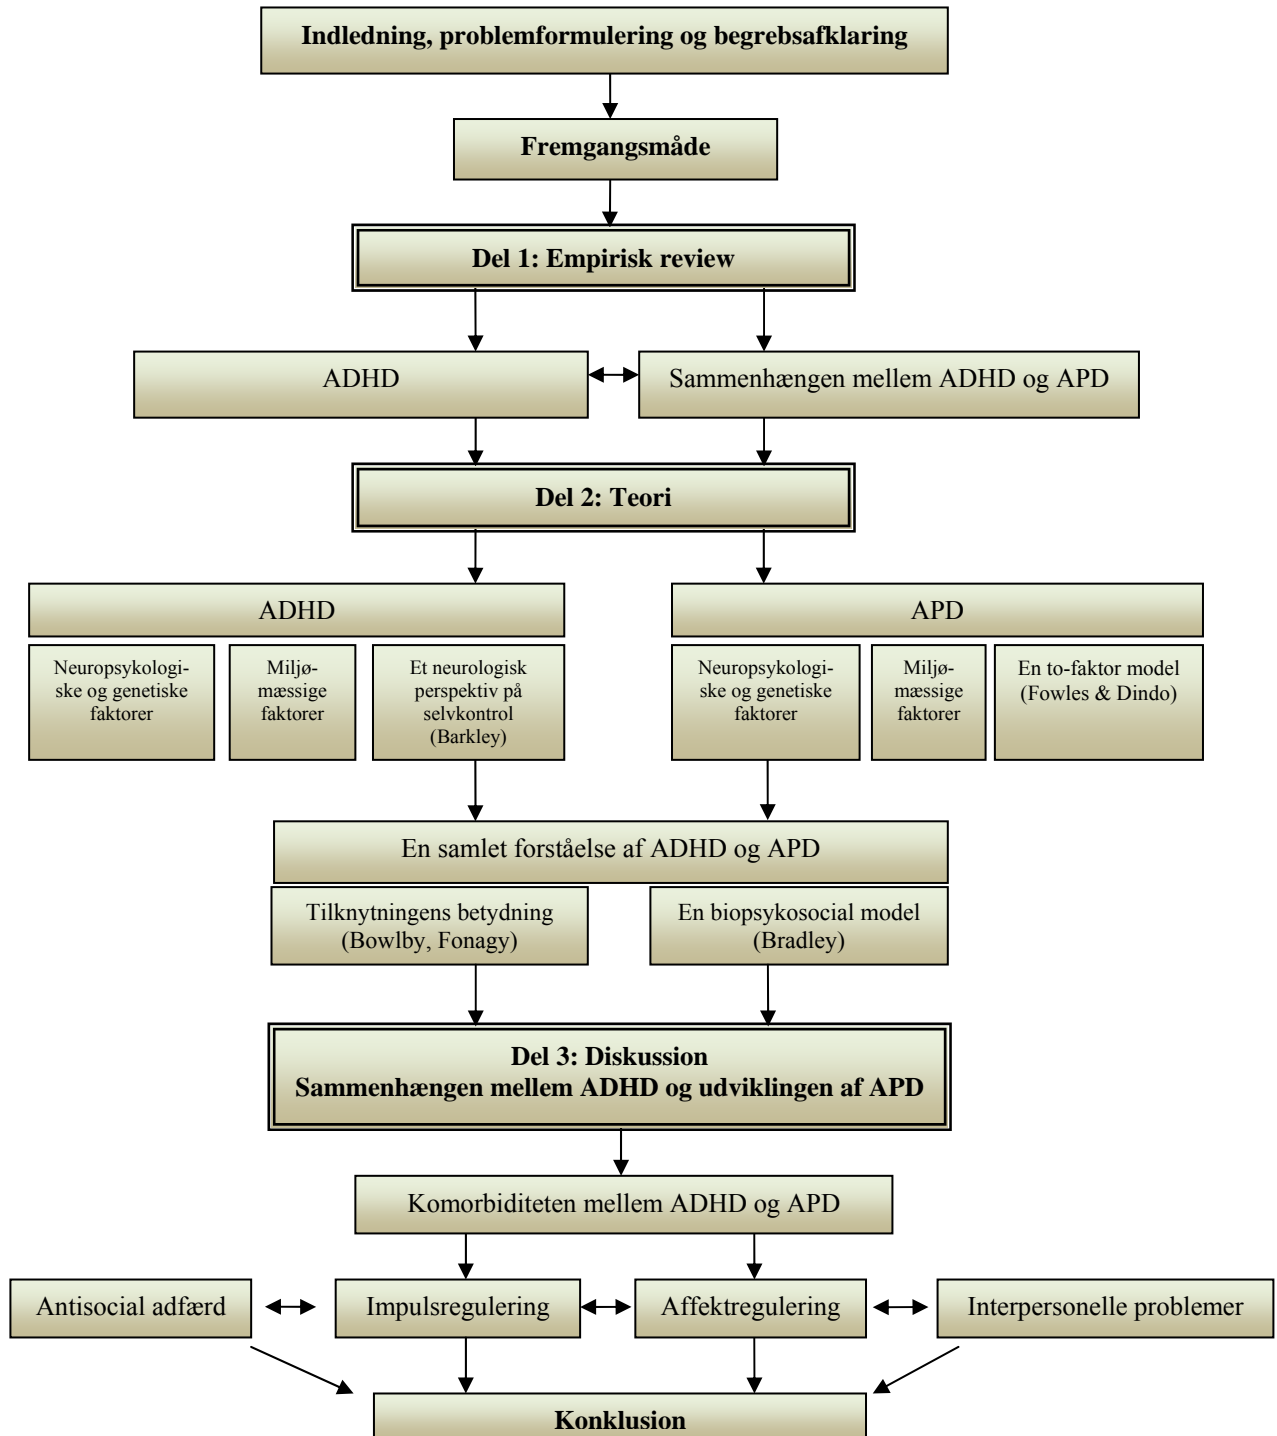 Indledning, problemformulering og begrebsafklaring
Fremgangsmåde
Del 1: Empirisk review
ADHD
Sammenhængen mellem ADHD og APD
Del 2: Teori
ADHD
APD
Neuropsykologi-
ske og genetiske
faktorer
Miljø-
mæssige
faktorer
Et neurologisk
perspektiv på
selvkontrol
(Barkley)
Neuropsykologi-
ske og genetiske
faktorer
Miljø-
mæssige
faktorer
En to-faktor model
(Fowles & Dindo)
En samlet forståelse af ADHD og APD
Tilknytningens betydning
(Bowlby, Fonagy)
En biopsykosocial model
(Bradley)
Del 3: Diskussion
Sammenhængen mellem ADHD og udviklingen af APD
Komorbiditeten mellem ADHD og APD
Antisocial adfærd
Impulsregulering
Affektregulering
Interpersonelle problemer
Konklusion